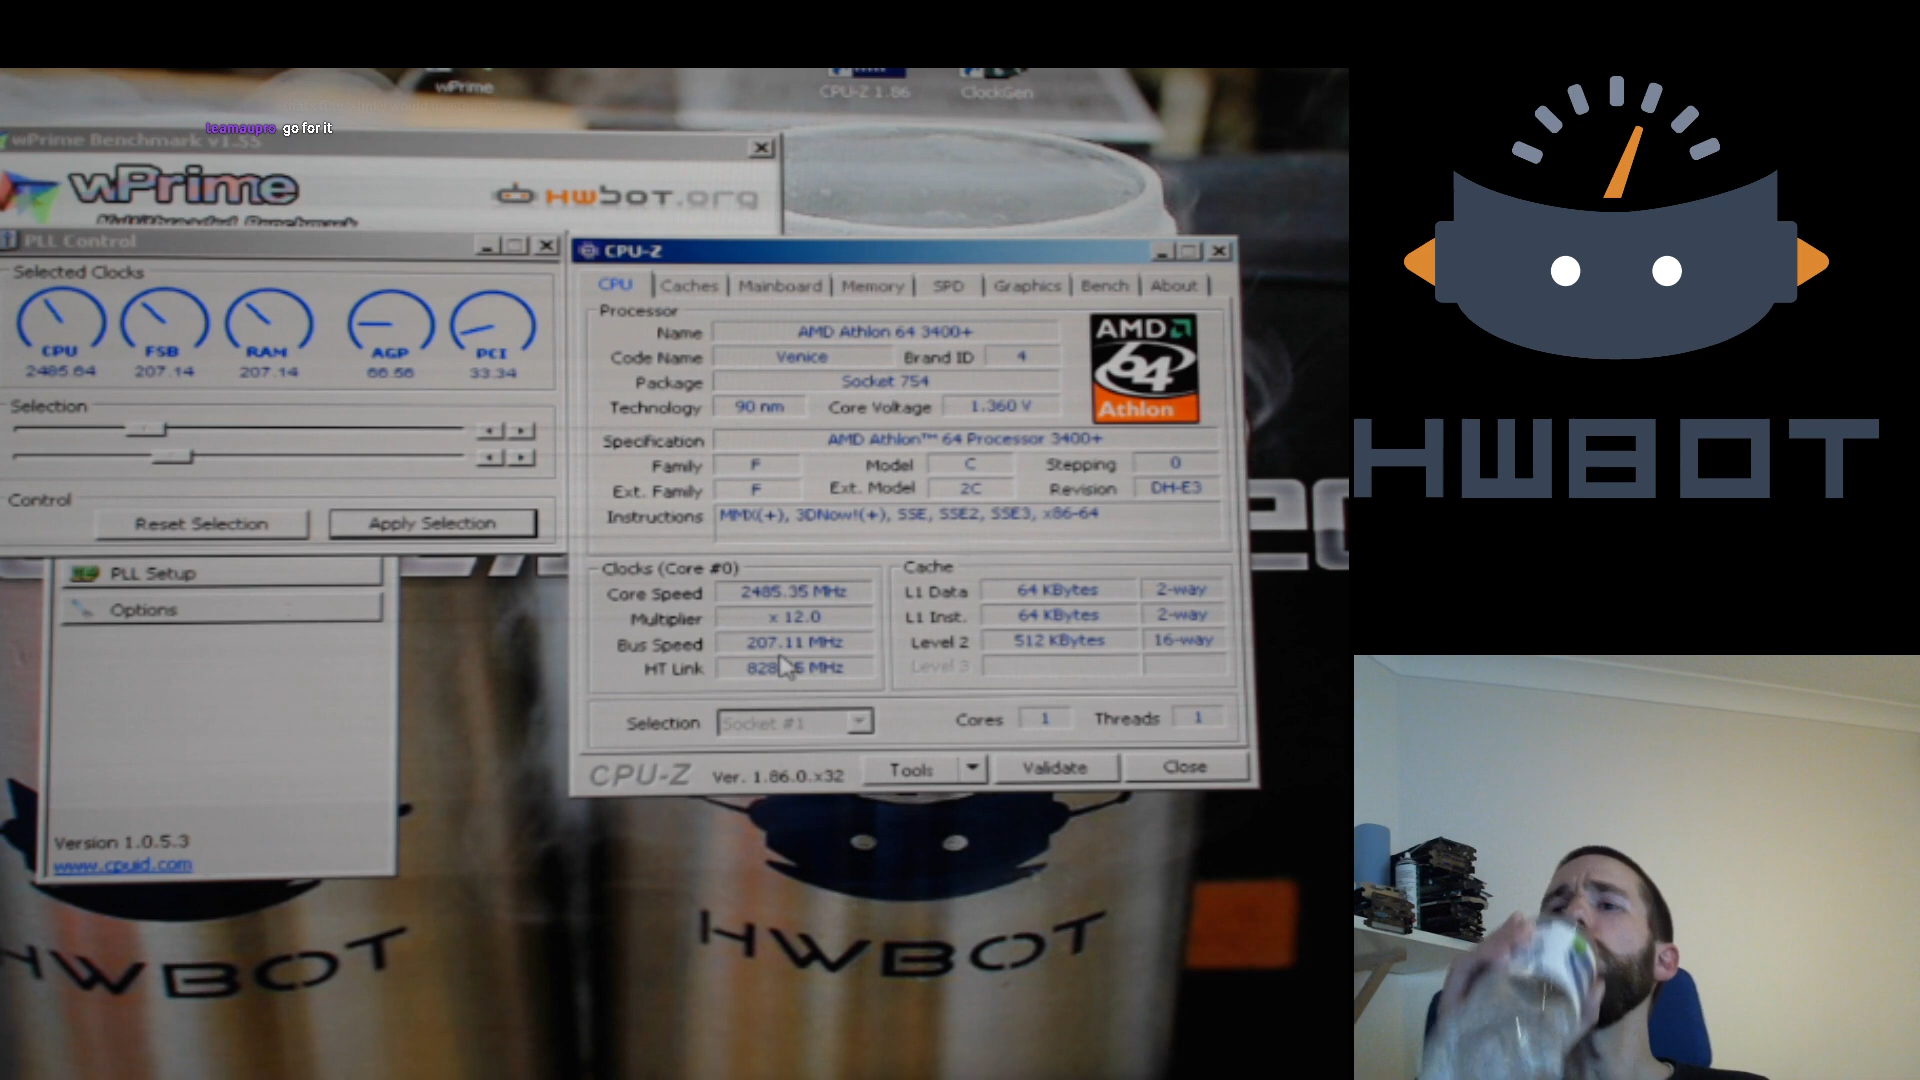 wPrime
CPU-Z 1.86
ClockGen
teamaupro go for it
wPrime Benchmark v1.55
wPrime
HWBOT.org
Multithreaded Benchmark
PLL Control
Selected Clocks
CPU
FSB
RAM
AGP
PCI
2485.64
207.14
207.14
66.66
33.34
Selection
Control
Reset Selection
Apply Selection
PLL Setup
Options
Version 1.0.5.3
www.cpuid.com
CPU-Z
CPU
Caches
Mainboard
Memory
SPD
Graphics
Bench
About
Processor
Name AMD Athlon 64 3400+
Code Name Venice Brand ID 4
Package Socket 754
Technology 90 nm Core Voltage 1.360 V
AMD
64
Athlon
Specification AMD Athlon™ 64 Processor 3400+
Family F Model C Stepping 0
Ext. Family F Ext. Model 2C Revision DH-E3
Instructions MMX(+), 3DNow!(+), SSE, SSE2, SSE3, x86-64
Clocks (Core #0)
Core Speed 2485.35 MHz
Multiplier x 12.0
Bus Speed 207.11 MHz
HT Link MHz
Cache
L1 Data 64 KBytes 2-way
L1 Inst. 64 KBytes 2-way
Level 2 512 KBytes 16-way
Level 3
Selection Socket #1 Cores 1 Threads 1
CPU-Z Ver. 1.86.0.x32 Tools Validate Close
HWBOT
HWBOT
HWBOT